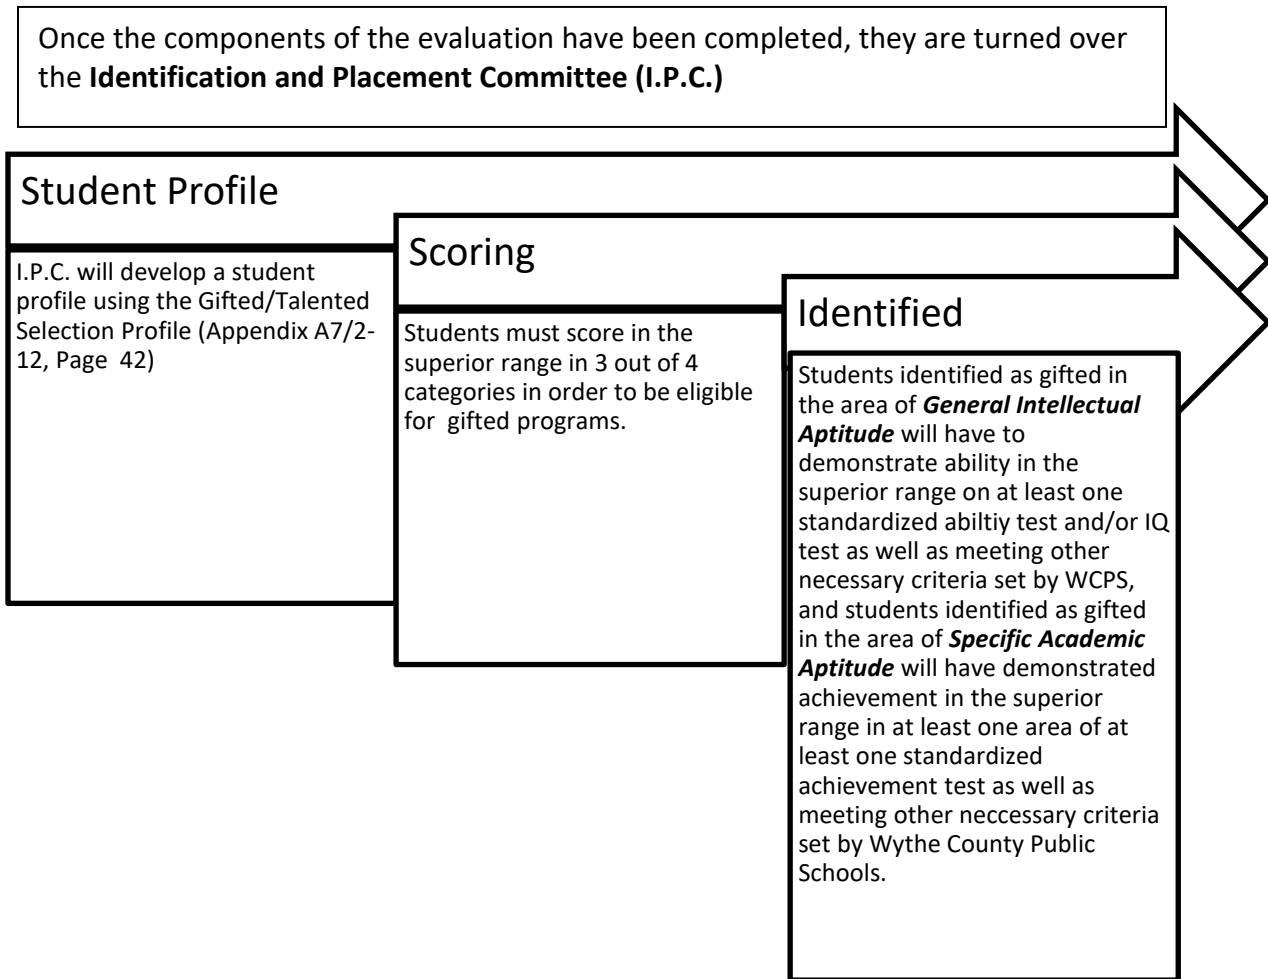 Once the components of the evaluation have been completed, they are turned over
the Identification and Placement Committee (I.P.C.)
Student Profile
I.P.C. will develop a student
profile using the Gifted/Talented
Selection Profile (Appendix A7/2-
12, Page  42)
Scoring
Students must score in the
superior range in 3 out of 4
categories in order to be eligible
for  gifted programs.
Identified
Students identified as gifted in
the area of General Intellectual
Aptitude will have to
demonstrate ability in the
superior range on at least one
standardized abiltiy test and/or IQ
test as well as meeting other
necessary criteria set by WCPS,
and students identified as gifted
in the area of Specific Academic
Aptitude will have demonstrated
achievement in the superior
range in at least one area of at
least one standardized
achievement test as well as
meeting other neccessary criteria
set by Wythe County Public
Schools.